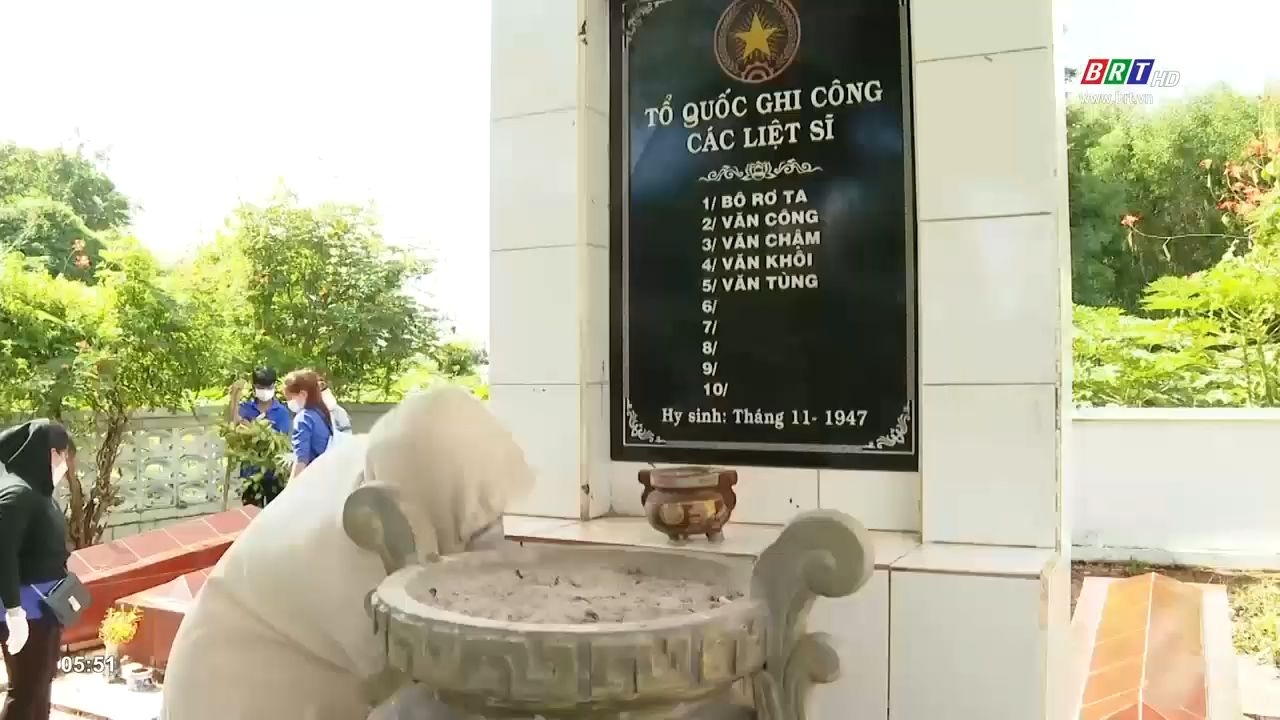 TỔ QUỐC GHI CÔNG
CÁC LIỆT SĨ
1/ BÔ RƠ TA
2/ VĂN CÔNG
3/ VĂN CHẬM
4/ VĂN KHÔI
5/ VĂN TÙNG
6/
7/
8/
9/
10/
Hy sinh: Tháng 11- 1947
BRT HD
www.brt.vn
05:51